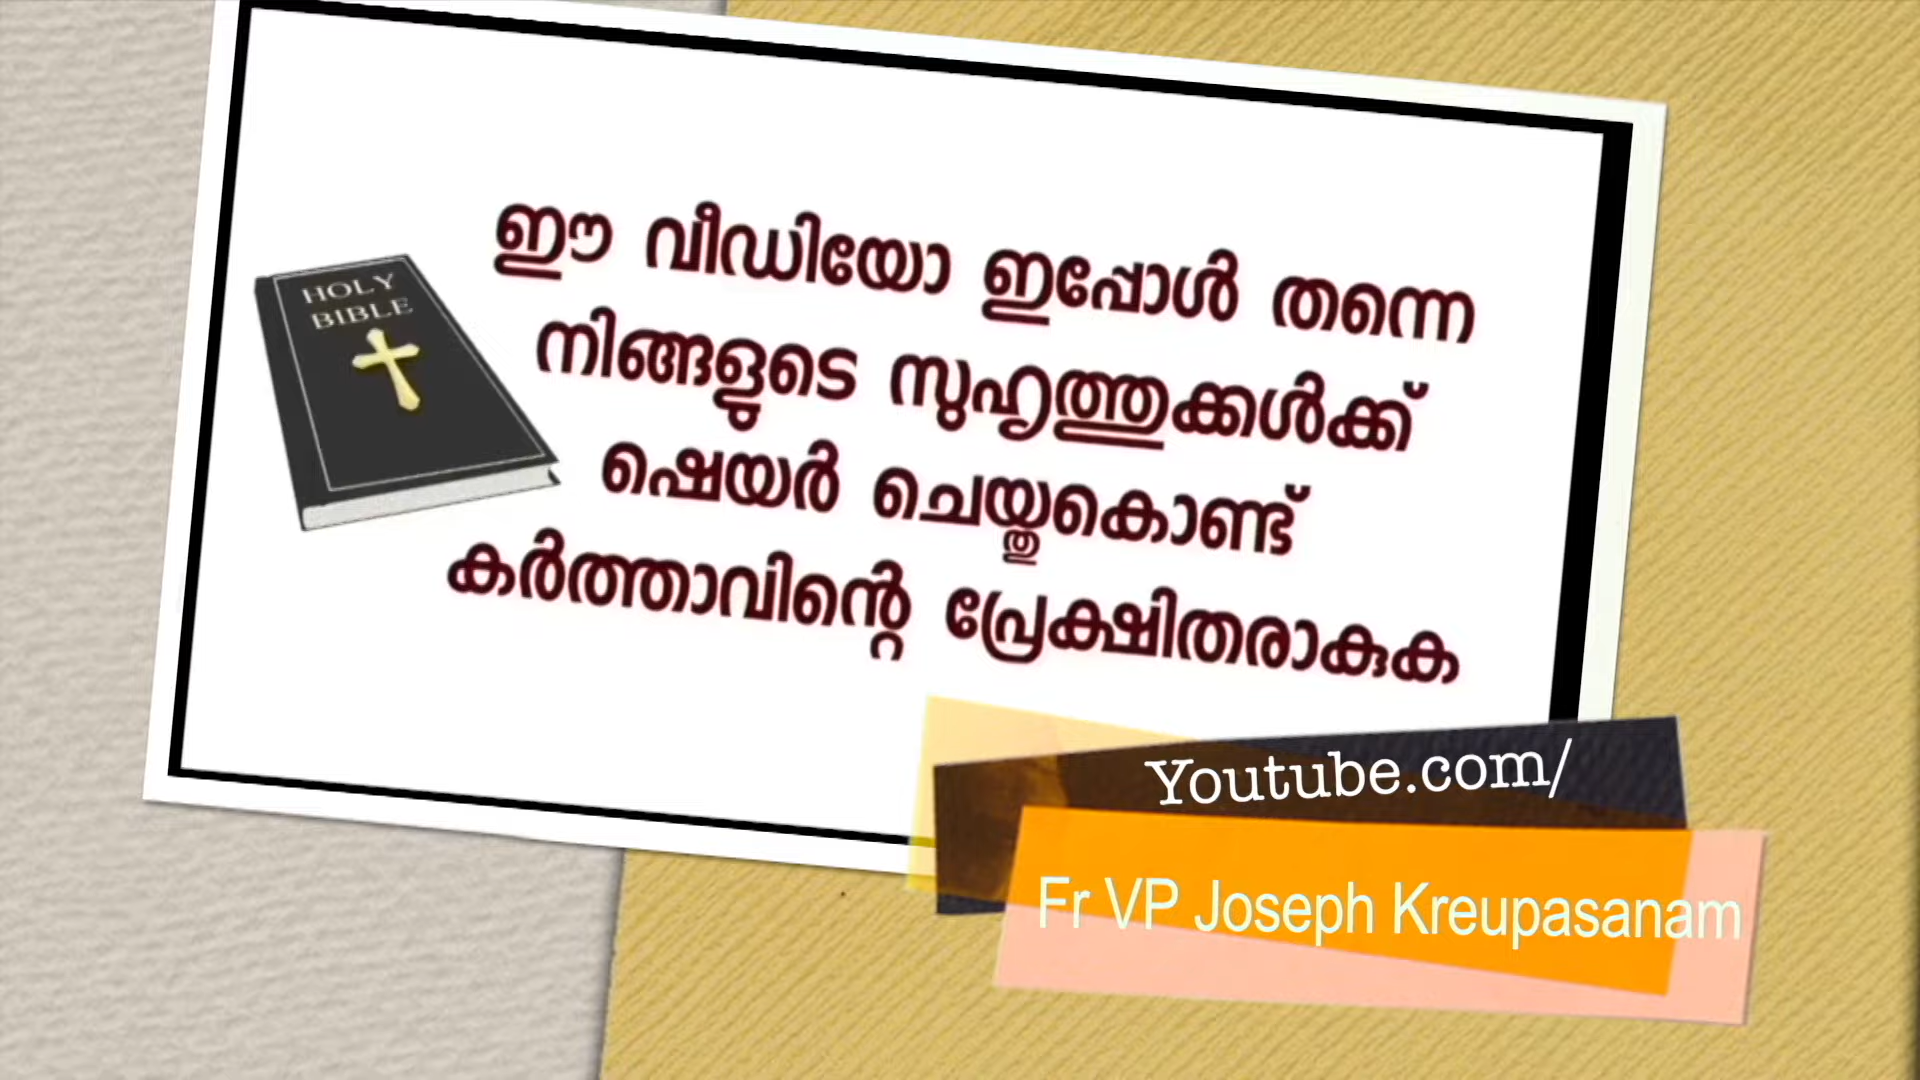 HOLY
BIBLE
ഈ വീഡിയോ ഇപ്പോൾ തന്നെ
നിങ്ങളുടെ സുഹൃത്തുക്കൾക്ക്
ഷെയർ ചെയ്തുകൊണ്ട്
കർത്താവിന്റെ പ്രേക്ഷിതരാകുക
Youtube.com/
Fr VP Joseph Kreupasanam